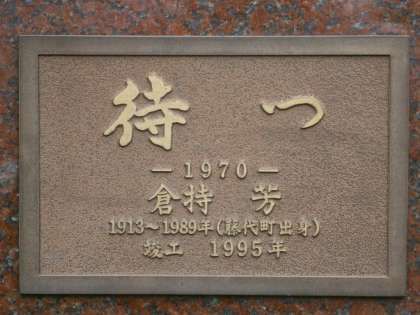 待つ
— 1970 —
倉持 芳
1913～1989年(藤代町出身)
竣工 1995年